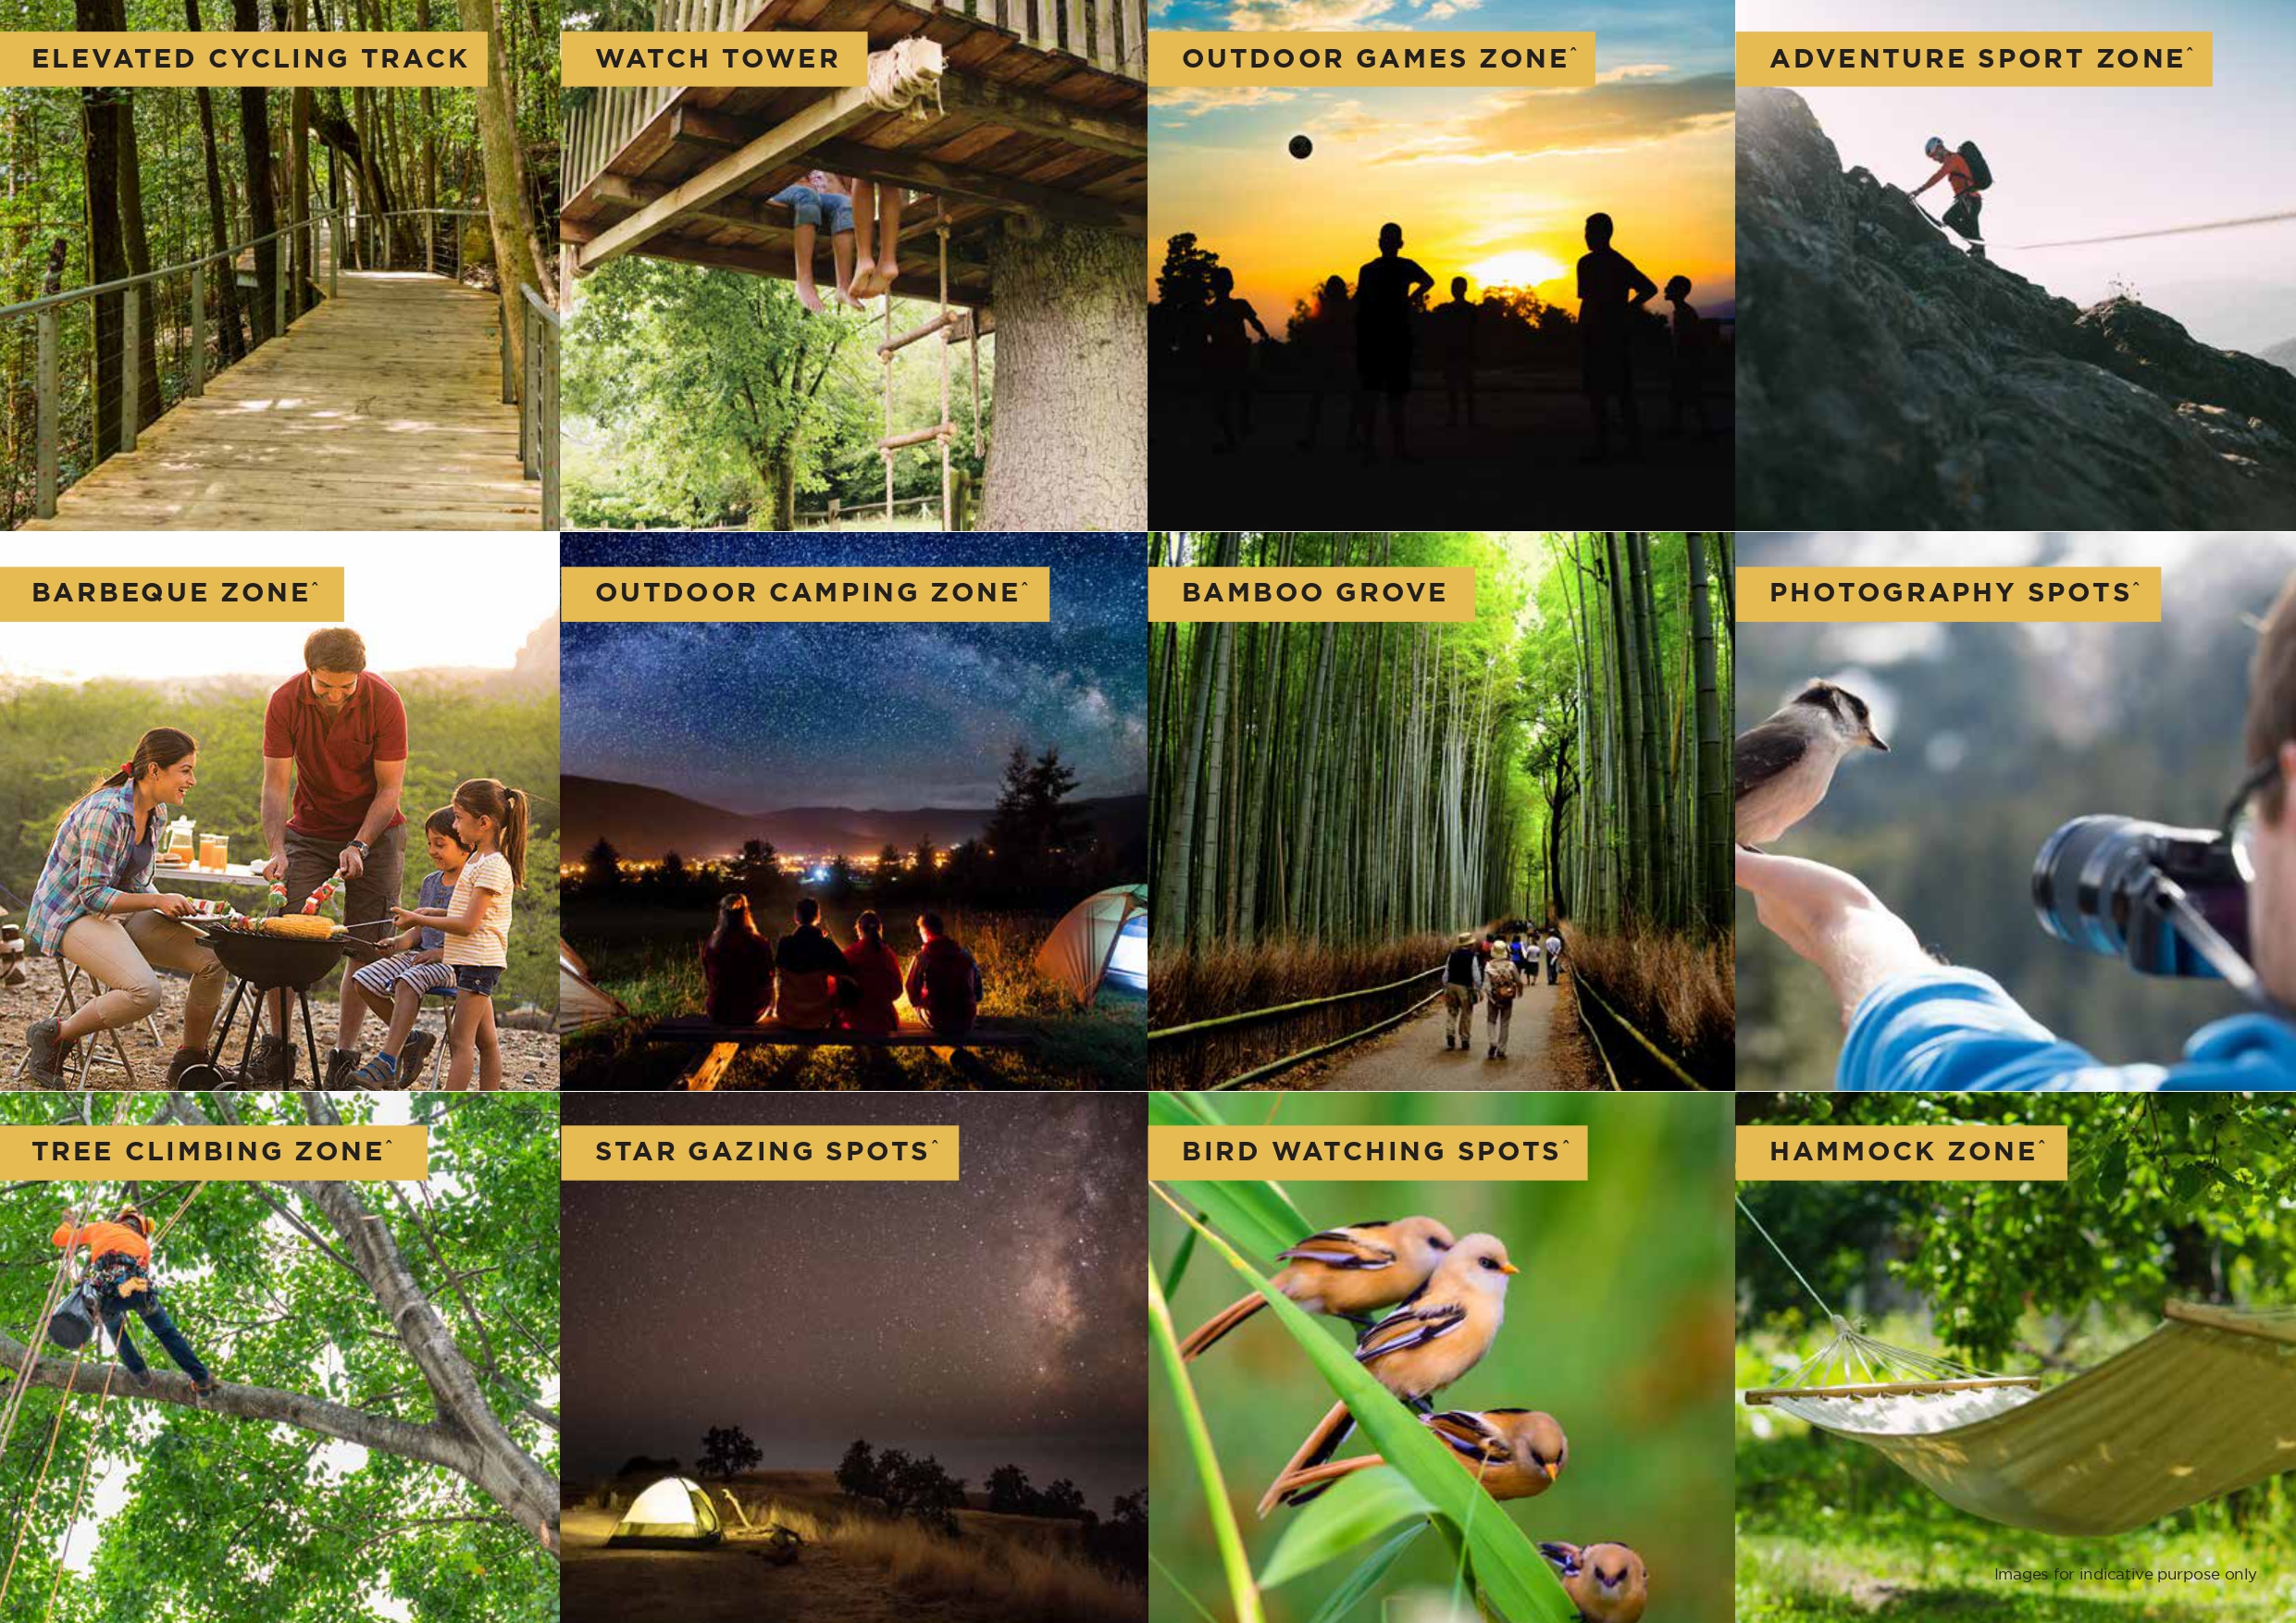 ELEVATED CYCLING TRACK
WATCH TOWER
OUTDOOR GAMES ZONE^
ADVENTURE SPORT ZONE^
BARBEQUE ZONE^
OUTDOOR CAMPING ZONE^
BAMBOO GROVE
PHOTOGRAPHY SPOTS^
TREE CLIMBING ZONE^
STAR GAZING SPOTS^
BIRD WATCHING SPOTS^
HAMMOCK ZONE^
Images for indicative purpose only